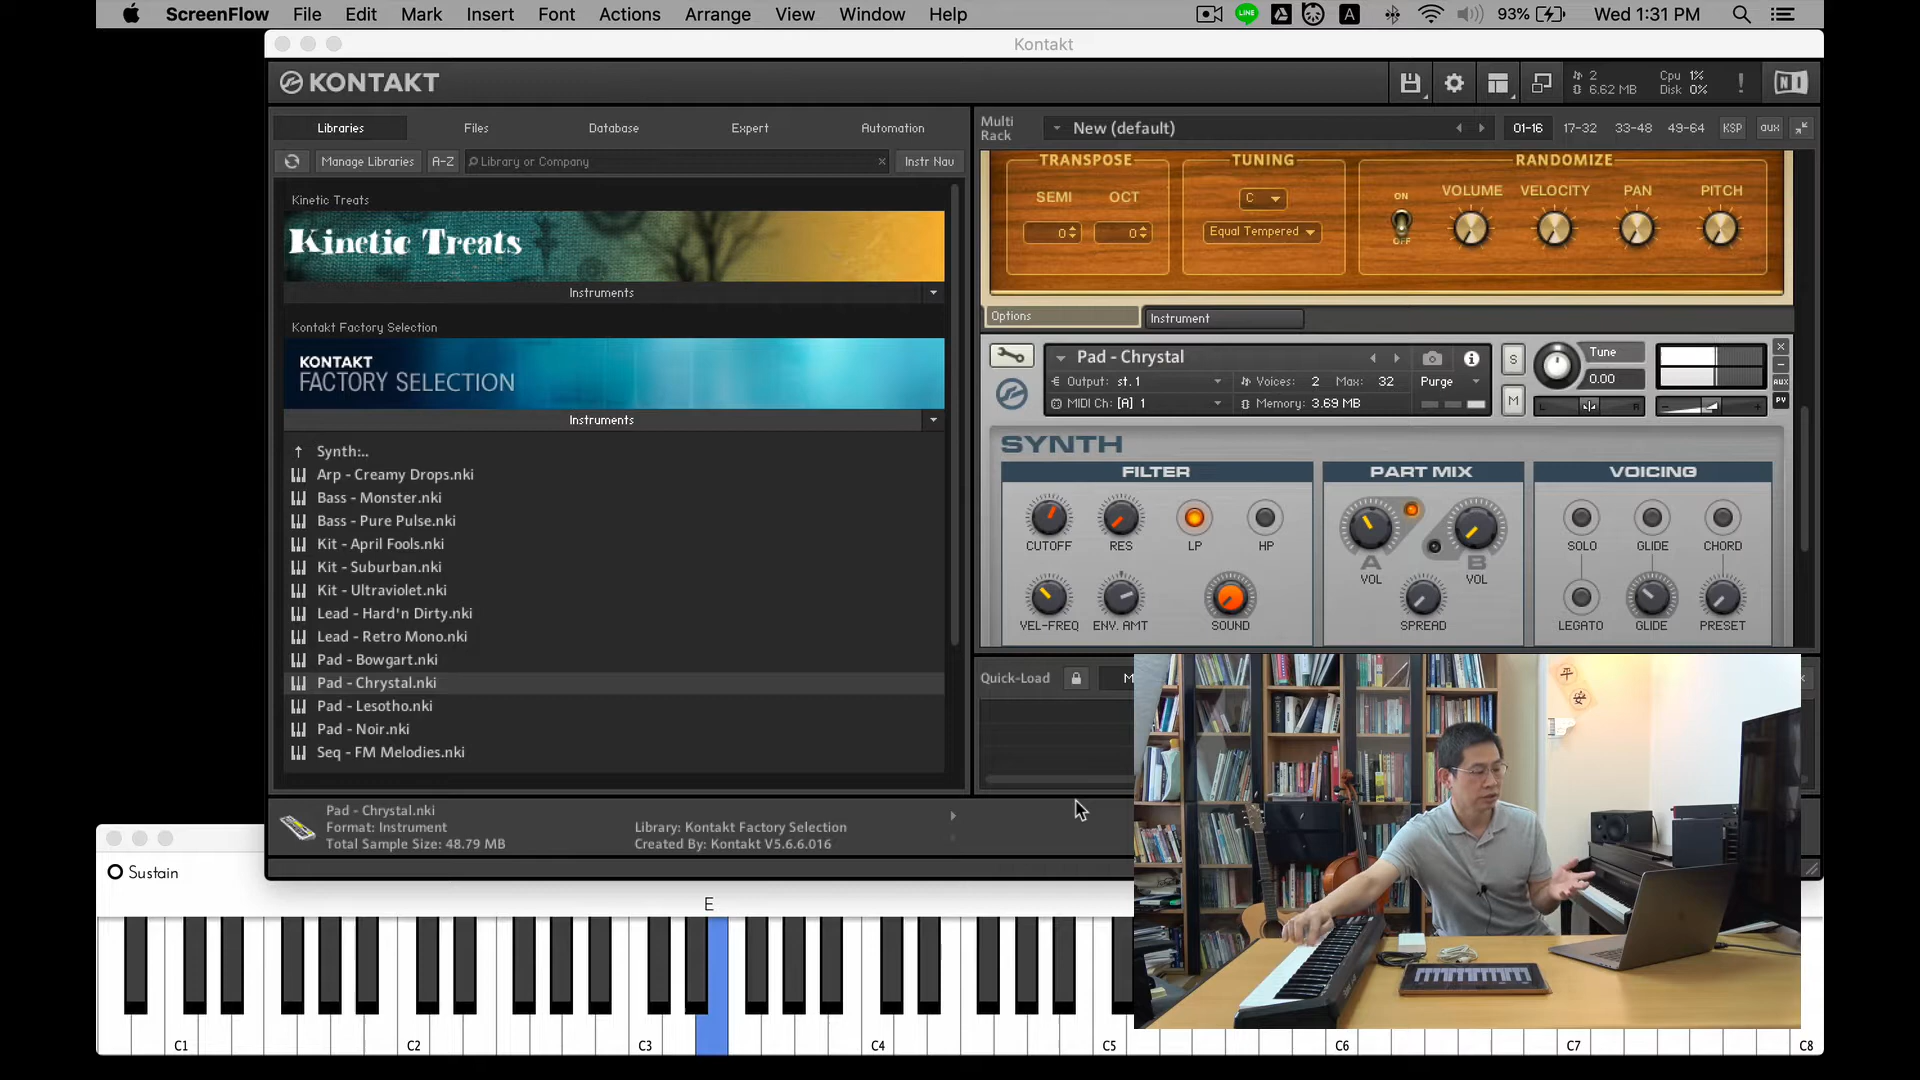 ScreenFlow File Edit Mark Insert Font Actions Arrange View Window Help
LINE A 93% Wed 1:31 PM
Kontakt
KONTAKT
2
6.62 MB
Cpu 1%
Disk 0%
NI
Libraries Files Database Expert Automation
Manage Libraries A-Z Library or Company × Instr Nav
Kinetic Treats
Kinetic Treats
Instruments
Kontakt Factory Selection
KONTAKT
FACTORY SELECTION
Instruments
Synth:..
Arp - Creamy Drops.nki
Bass - Monster.nki
Bass - Pure Pulse.nki
Kit - April Fools.nki
Kit - Suburban.nki
Kit - Ultraviolet.nki
Lead - Hard'n Dirty.nki
Lead - Retro Mono.nki
Pad - Bowgart.nki
Pad - Chrystal.nki
Pad - Lesotho.nki
Pad - Noir.nki
Seq - FM Melodies.nki
Pad - Chrystal.nki
Format: Instrument
Total Sample Size: 48.79 MB
Library: Kontakt Factory Selection
Created By: Kontakt V5.6.6.016
Multi
Rack
New (default)
01-16 17-32 33-48 49-64 KSP aux
TRANSPOSE TUNING RANDOMIZE
SEMI OCT
0 0
C
Equal Tempered
ON
OFF
VOLUME VELOCITY PAN PITCH
Options Instrument
Pad - Chrystal
Output: st. 1 Voices: 2 Max: 32 Purge
MIDI Ch: [A] 1 Memory: 3.69 MB
S
M
Tune
0.00
L R
AUX
PV
SYNTH
FILTER PART MIX VOICING
CUTOFF RES LP HP
A
VOL
B
VOL
SOLO GLIDE CHORD
VEL-FREQ ENV. AMT SOUND SPREAD LEGATO GLIDE PRESET
Quick-Load M
平
安
Sustain
E
C1 C2 C3 C4 C5 C6 C7 C8